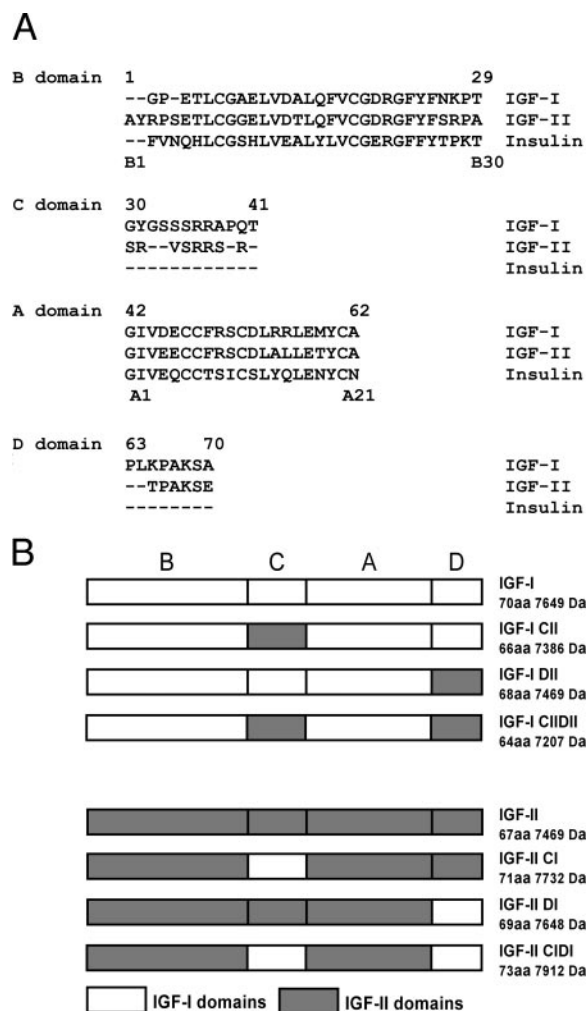 A
B domain 1 29
--GP-ETLCGAELVDALQFVCGDRGFYFNKPT IGF-I
AYRPSETLCGGELVDTLQFVCGDRGFYFSRPA IGF-II
--FVNQHLCGSHLVEALYLVCGERGFFYTPKT Insulin
B1 B30
C domain 30 41
GYGSSSRRAPQT IGF-I
SR--VSRRS-R- IGF-II
------------ Insulin
A domain 42 62
GIVDECCFRSCDLRRLEMYCA IGF-I
GIVEECCFRSCDLALLETYCA IGF-II
GIVEQCCTSICSLYQLENYCN Insulin
A1 A21
D domain 63 70
PLKPAKSA IGF-I
--TPAKSE IGF-II
-------- Insulin
B
B C A D
IGF-I
70aa 7649 Da
IGF-I CII
66aa 7386 Da
IGF-I DII
68aa 7469 Da
IGF-I CIIDII
64aa 7207 Da
IGF-II
67aa 7469 Da
IGF-II CI
71aa 7732 Da
IGF-II DI
69aa 7648 Da
IGF-II CIDI
73aa 7912 Da
IGF-I domains IGF-II domains